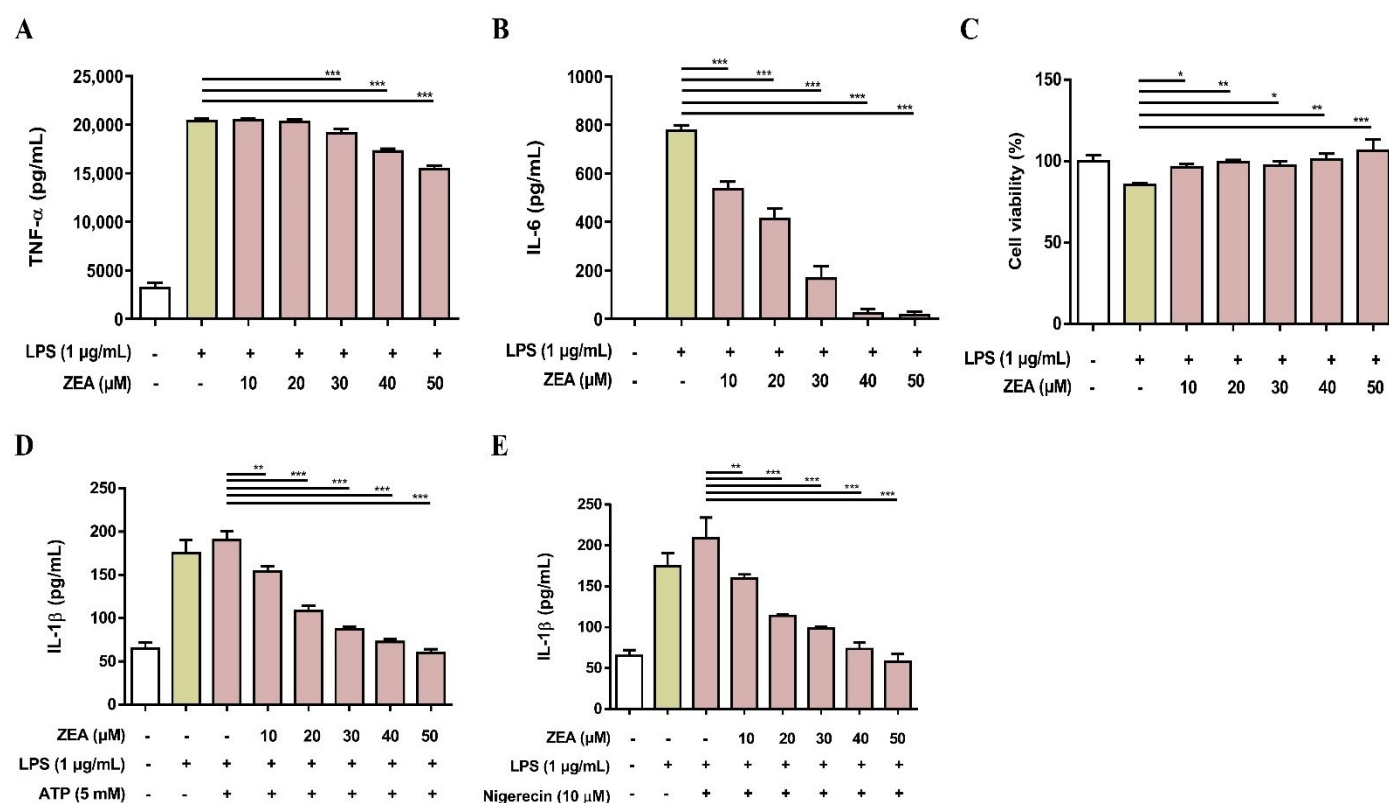 A
TNF-α (pg/mL)
25,000
20,000
15,000
10,000
5000
0
***
***
***
LPS (1 µg/mL) - + + + + + +
ZEA (µM) - - 10 20 30 40 50
B
IL-6 (pg/mL)
1000
800
600
400
200
0
***
***
***
***
***
LPS (1 µg/mL) - + + + + + +
ZEA (µM) - - 10 20 30 40 50
C
Cell viability (%)
150
100
50
0
*
**
*
**
***
LPS (1 µg/mL) - + + + + + +
ZEA (µM) - - 10 20 30 40 50
D
IL-1β (pg/mL)
250
200
150
100
50
0
**
***
***
***
***
ZEA (µM) - - - 10 20 30 40 50
LPS (1 µg/mL) - + + + + + + +
ATP (5 mM) - - + + + + + +
E
IL-1β (pg/mL)
250
200
150
100
50
0
**
***
***
***
***
ZEA (µM) - - - 10 20 30 40 50
LPS (1 µg/mL) - + + + + + + +
Nigerecin (10 µM) - - + + + + + +